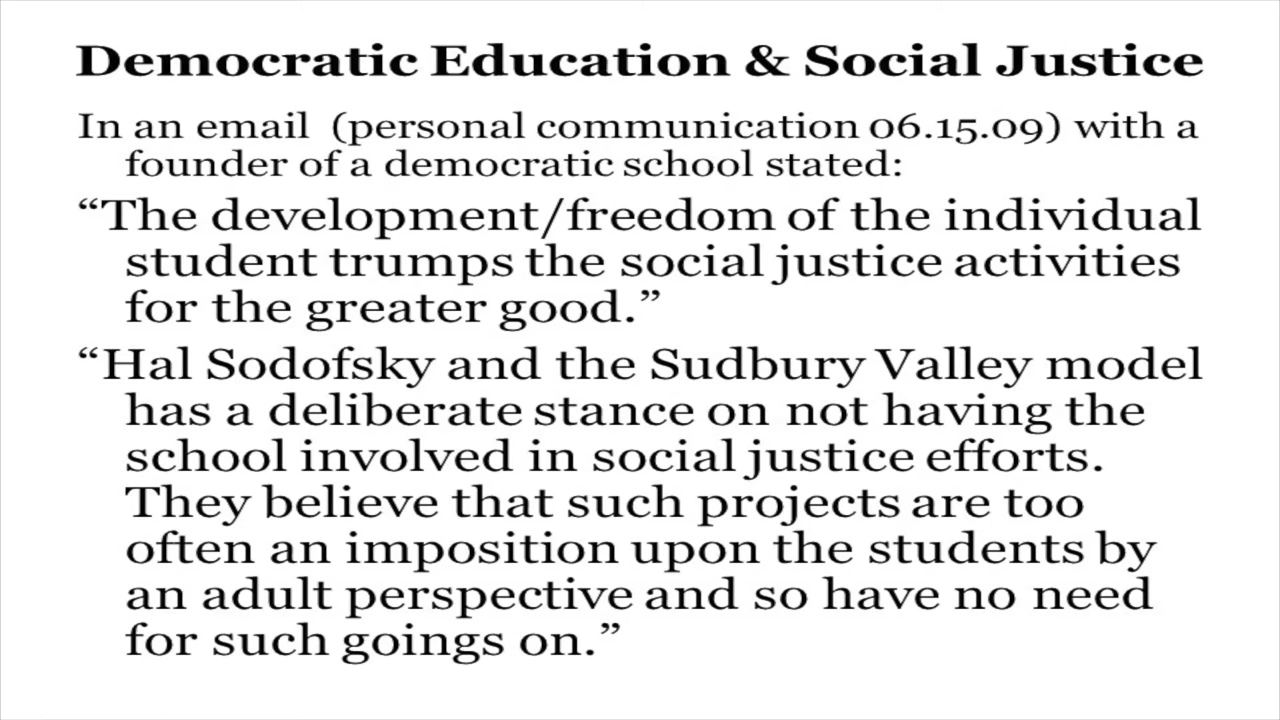 Democratic Education & Social Justice
In an email (personal communication 06.15.09) with a
founder of a democratic school stated:
“The development/freedom of the individual
student trumps the social justice activities
for the greater good.”
“Hal Sodofsky and the Sudbury Valley model
has a deliberate stance on not having the
school involved in social justice efforts.
They believe that such projects are too
often an imposition upon the students by
an adult perspective and so have no need
for such goings on.”